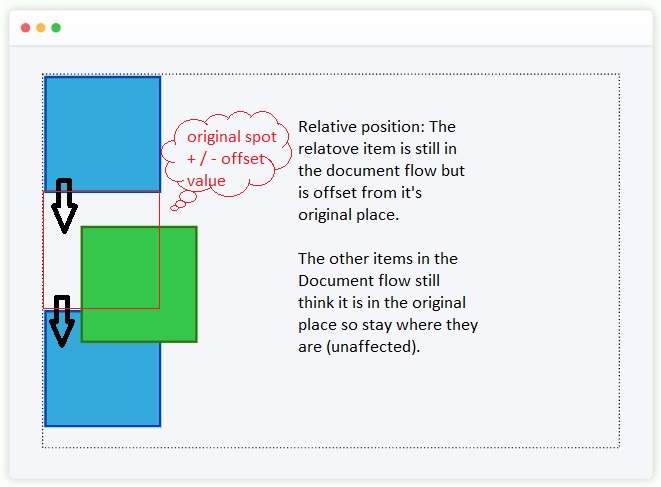 original spot
+ / - offset
value
Relative position: The
relatove item is still in
the document flow but
is offset from it's
original place.
The other items in the
Document flow still
think it is in the original
place so stay where they
are (unaffected).